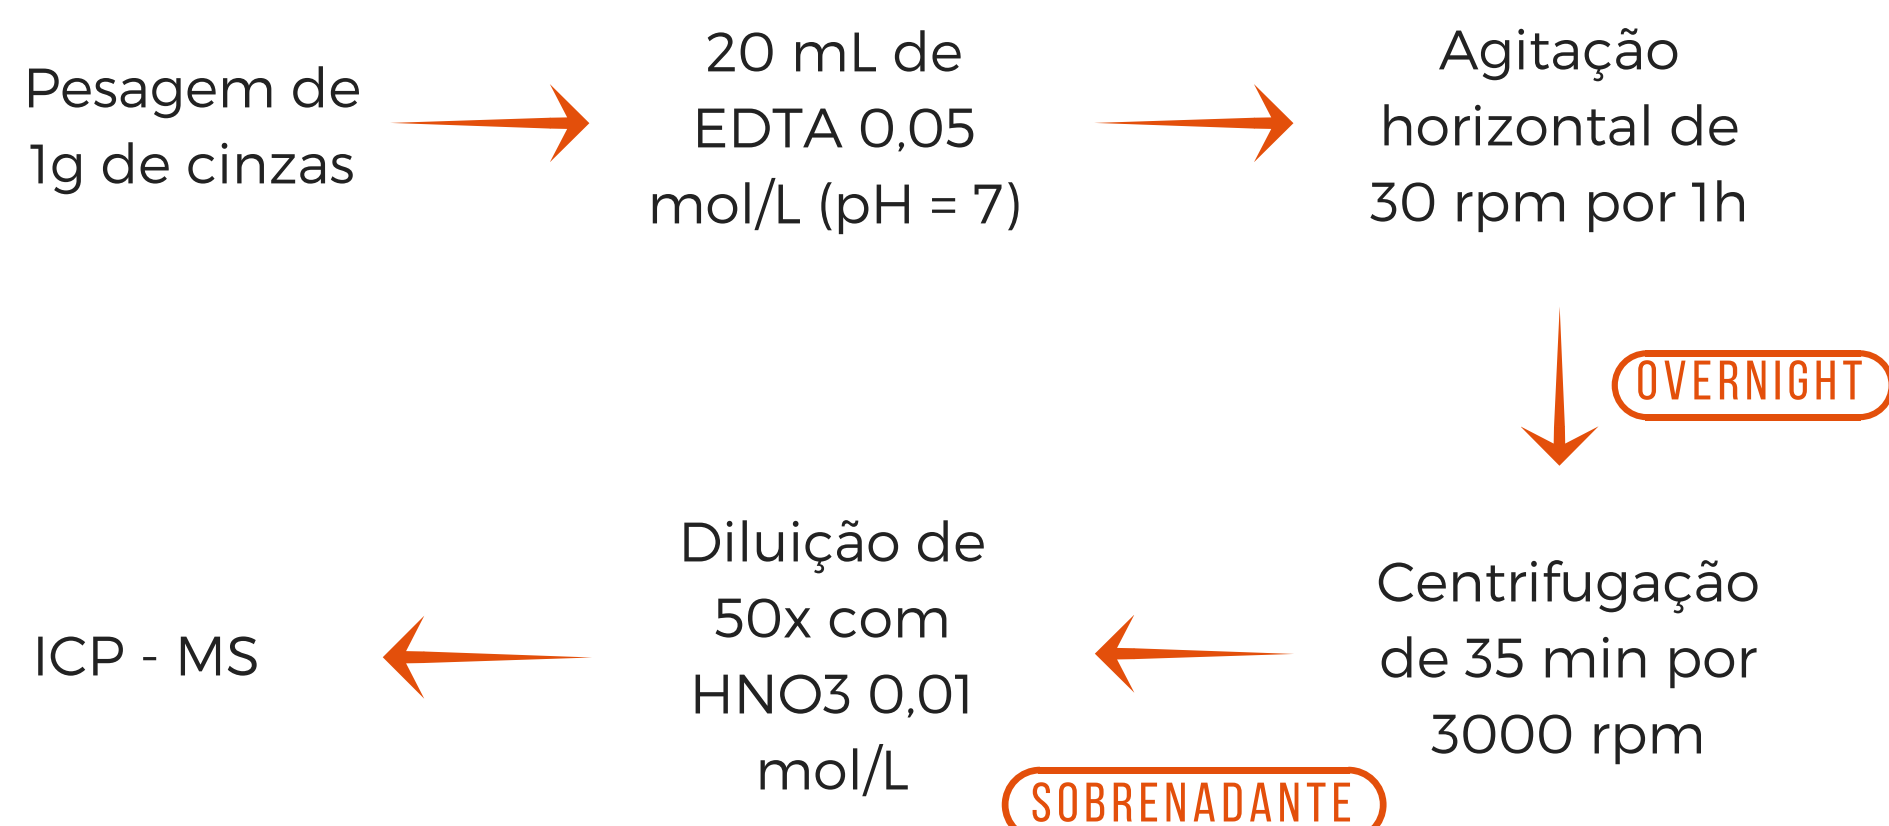 Pesagem de
1g de cinzas
20 mL de
EDTA 0,05
mol/L (pH = 7)
Agitação
horizontal de
30 rpm por 1h
OVERNIGHT
Centrifugação
de 35 min por
3000 rpm
SOBRENADANTE
Diluição de
50x com
HNO3 0,01
mol/L
ICP - MS